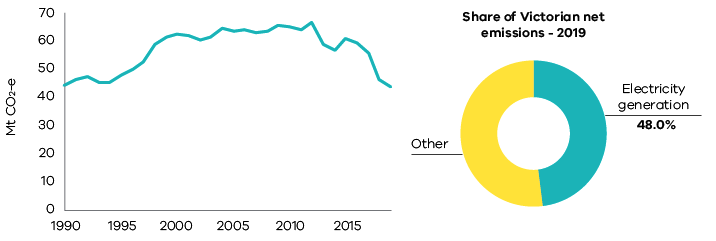 70
60
50
40
30
20
10
0
Mt CO2-e
1990 1995 2000 2005 2010 2015
Share of Victorian net
emissions - 2019
Electricity
generation
48.0%
Other